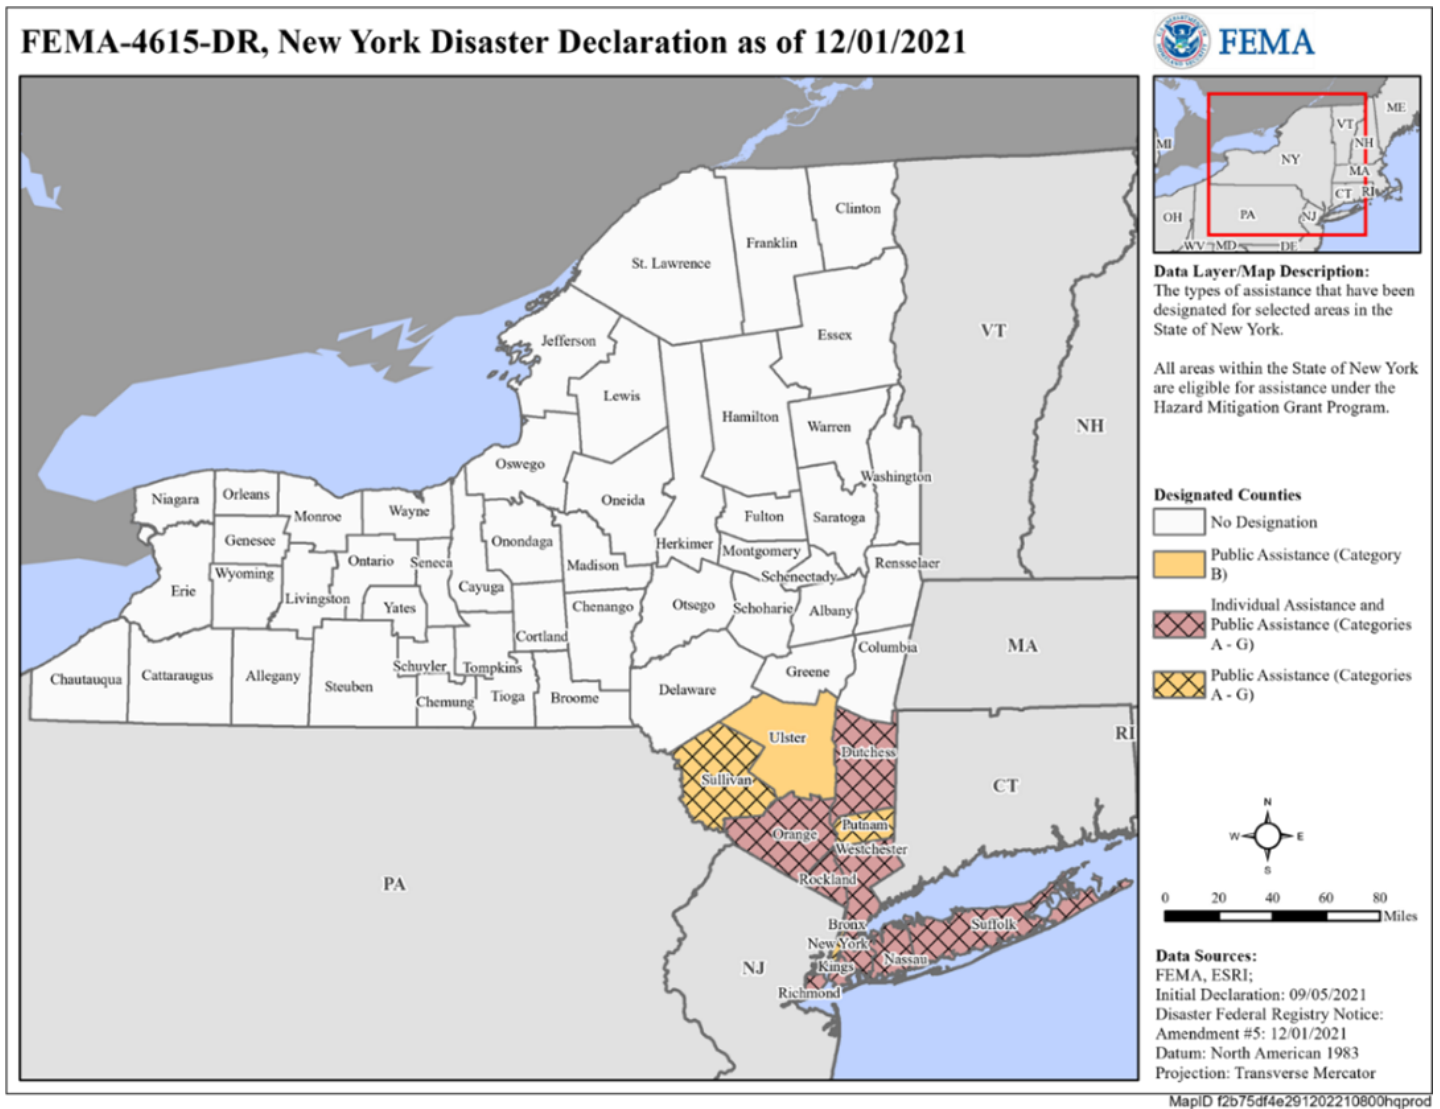 FEMA-4615-DR, New York Disaster Declaration as of 12/01/2021
FEMA
ME
VT
MI
NH
NY
MA
CT
RI
OH
PA
NJ
WV
MD
DE
Data Layer/Map Description:
The types of assistance that have been
designated for selected areas in the
State of New York.
All areas within the State of New York
are eligible for assistance under the
Hazard Mitigation Grant Program.
Designated Counties
No Designation
Public Assistance (Category
B)
Individual Assistance and
Public Assistance (Categories
A - G)
Public Assistance (Categories
A - G)
N
W
E
S
0 20 40 60 80
Miles
Data Sources:
FEMA, ESRI;
Initial Declaration: 09/05/2021
Disaster Federal Registry Notice:
Amendment #5: 12/01/2021
Datum: North American 1983
Projection: Transverse Mercator
MapID f2b75df4e291202210800hqprod
Clinton
Franklin
St. Lawrence
Essex
VT
Jefferson
Lewis
Hamilton
Warren
NH
Oswego
Washington
Niagara
Orleans
Monroe
Wayne
Oneida
Fulton
Saratoga
Genesee
Onondaga
Herkimer
Montgomery
Ontario
Seneca
Madison
Rensselaer
Wyoming
Schenectady
Erie
Cayuga
Livingston
Yates
Chenango
Otsego
Schoharie
Albany
Cortland
MA
Columbia
Chautauqua
Cattaraugus
Allegany
Steuben
Schuyler
Tompkins
Greene
Chemung
Tioga
Broome
Delaware
RI
Ulster
Dutchess
Sullivan
CT
Orange
Putnam
Westchester
PA
Rockland
Bronx
Suffolk
New York
Nassau
Kings
NJ
Richmond